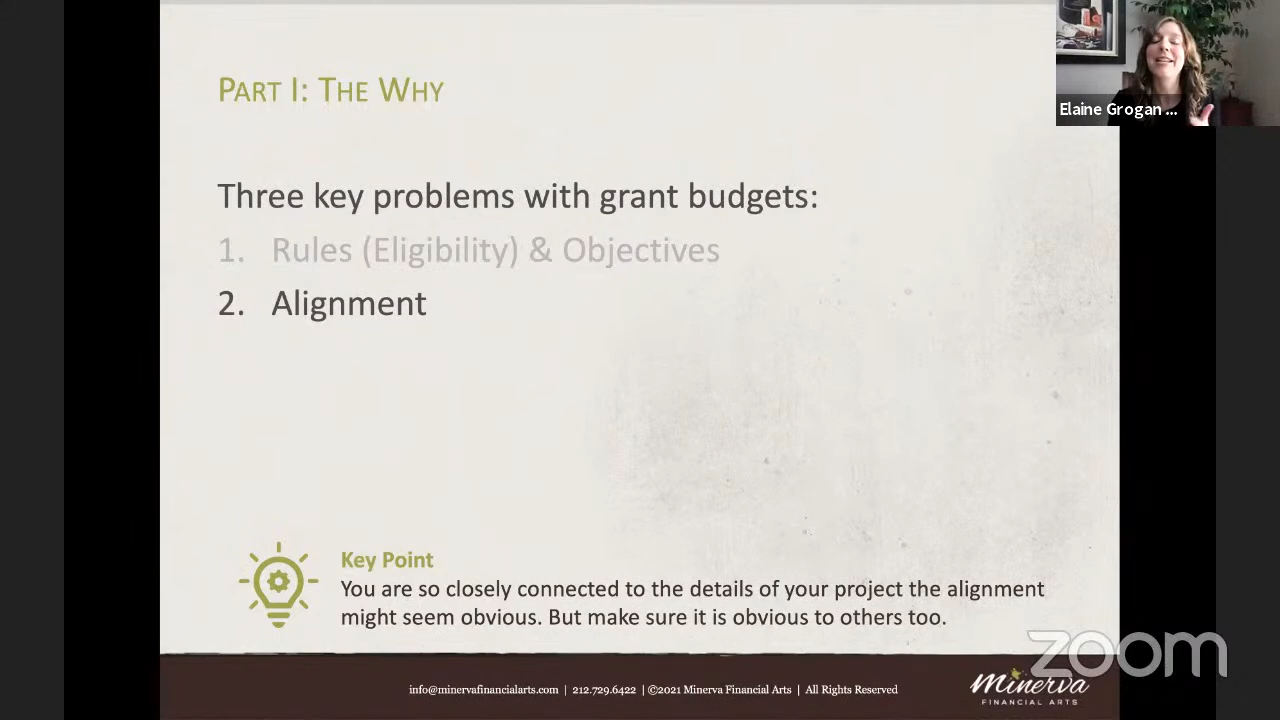 PART I: THE WHY
Elaine Grogan ...
Three key problems with grant budgets:
1. Rules (Eligibility) & Objectives
2. Alignment
Key Point
You are so closely connected to the details of your project the alignment
might seem obvious. But make sure it is obvious to others too.
zoom
info@minervafinancialarts.com | 212.729.6422 | ©2021 Minerva Financial Arts | All Rights Reserved
Minerva
FINANCIAL ARTS